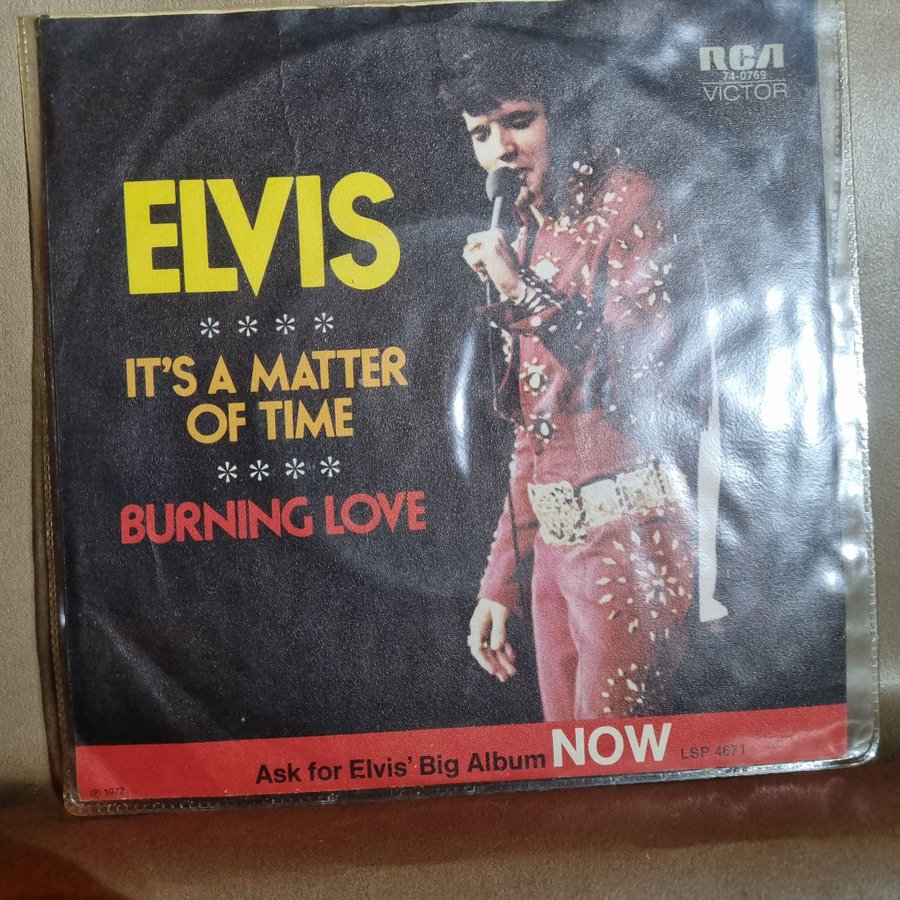 RCA
74-0769
VICTOR
ELVIS
****
IT'S A MATTER
OF TIME
****
BURNING LOVE
Ask for Elvis' Big Album NOW LSP 4671
℗ 1972